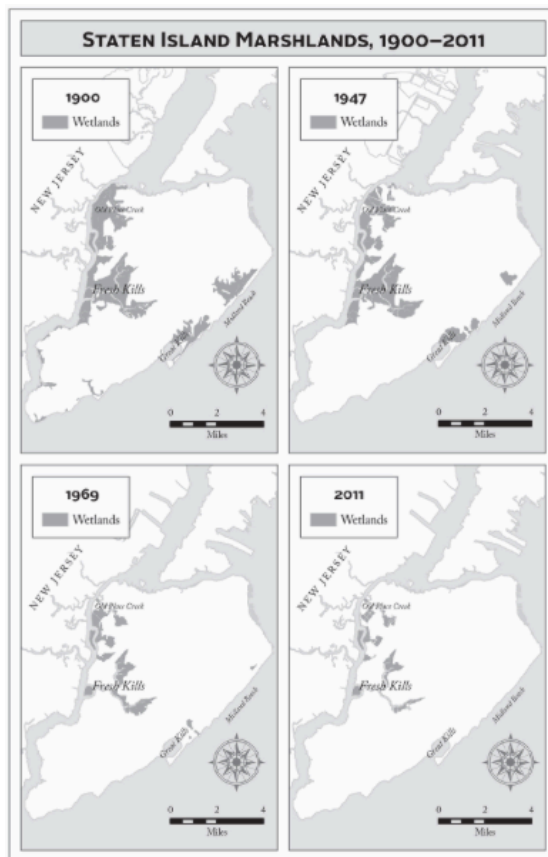 STATEN ISLAND MARSHLANDS, 1900–2011
1900
Wetlands
NEW JERSEY
Old Place Creek
Fresh Kills
Great Kills
Midland Beach
0 2 4
Miles
1947
Wetlands
NEW JERSEY
Old Place Creek
Fresh Kills
Great Kills
Midland Beach
0 2 4
Miles
1969
Wetlands
NEW JERSEY
Old Place Creek
Fresh Kills
Great Kills
Midland Beach
0 2 4
Miles
2011
Wetlands
NEW JERSEY
Old Place Creek
Fresh Kills
Great Kills
Midland Beach
0 2 4
Miles